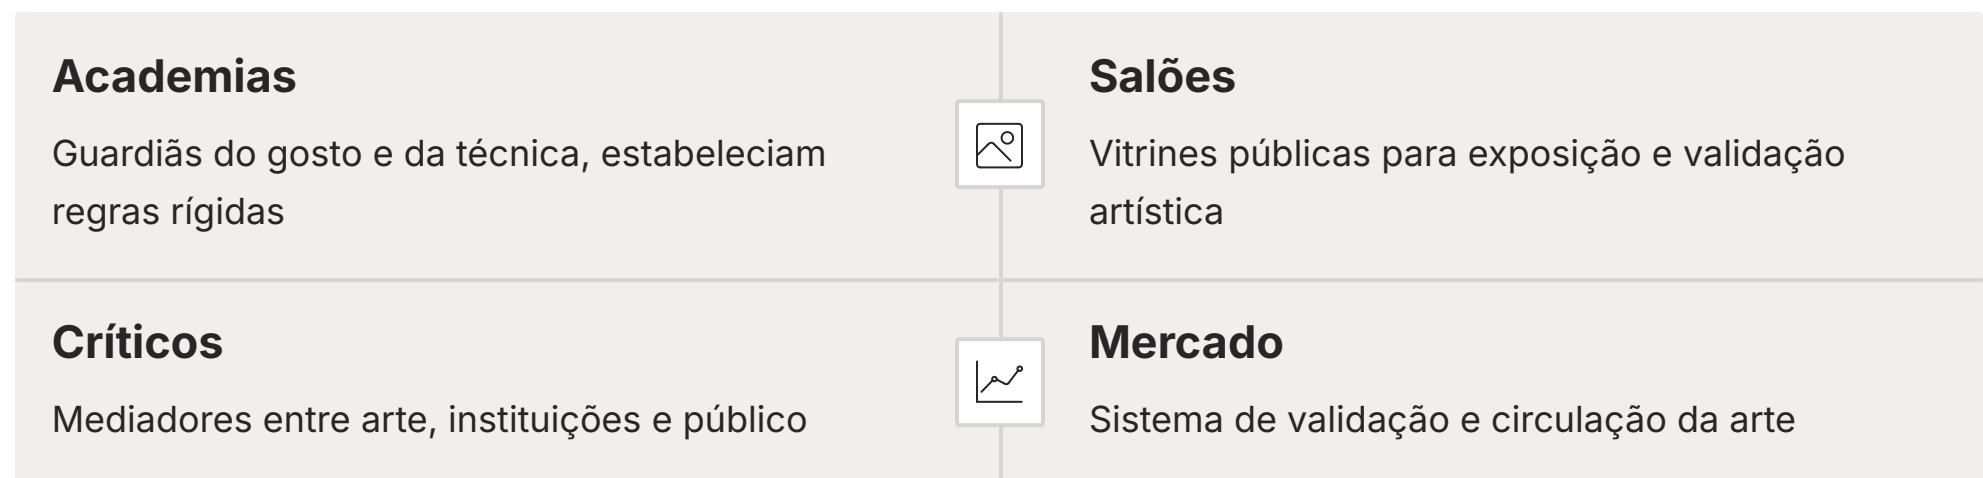 Academias
Guardiãs do gosto e da técnica, estabeleciam
regras rígidas
Salões
Vitrines públicas para exposição e validação
artística
Críticos
Mediadores entre arte, instituições e público
Mercado
Sistema de validação e circulação da arte